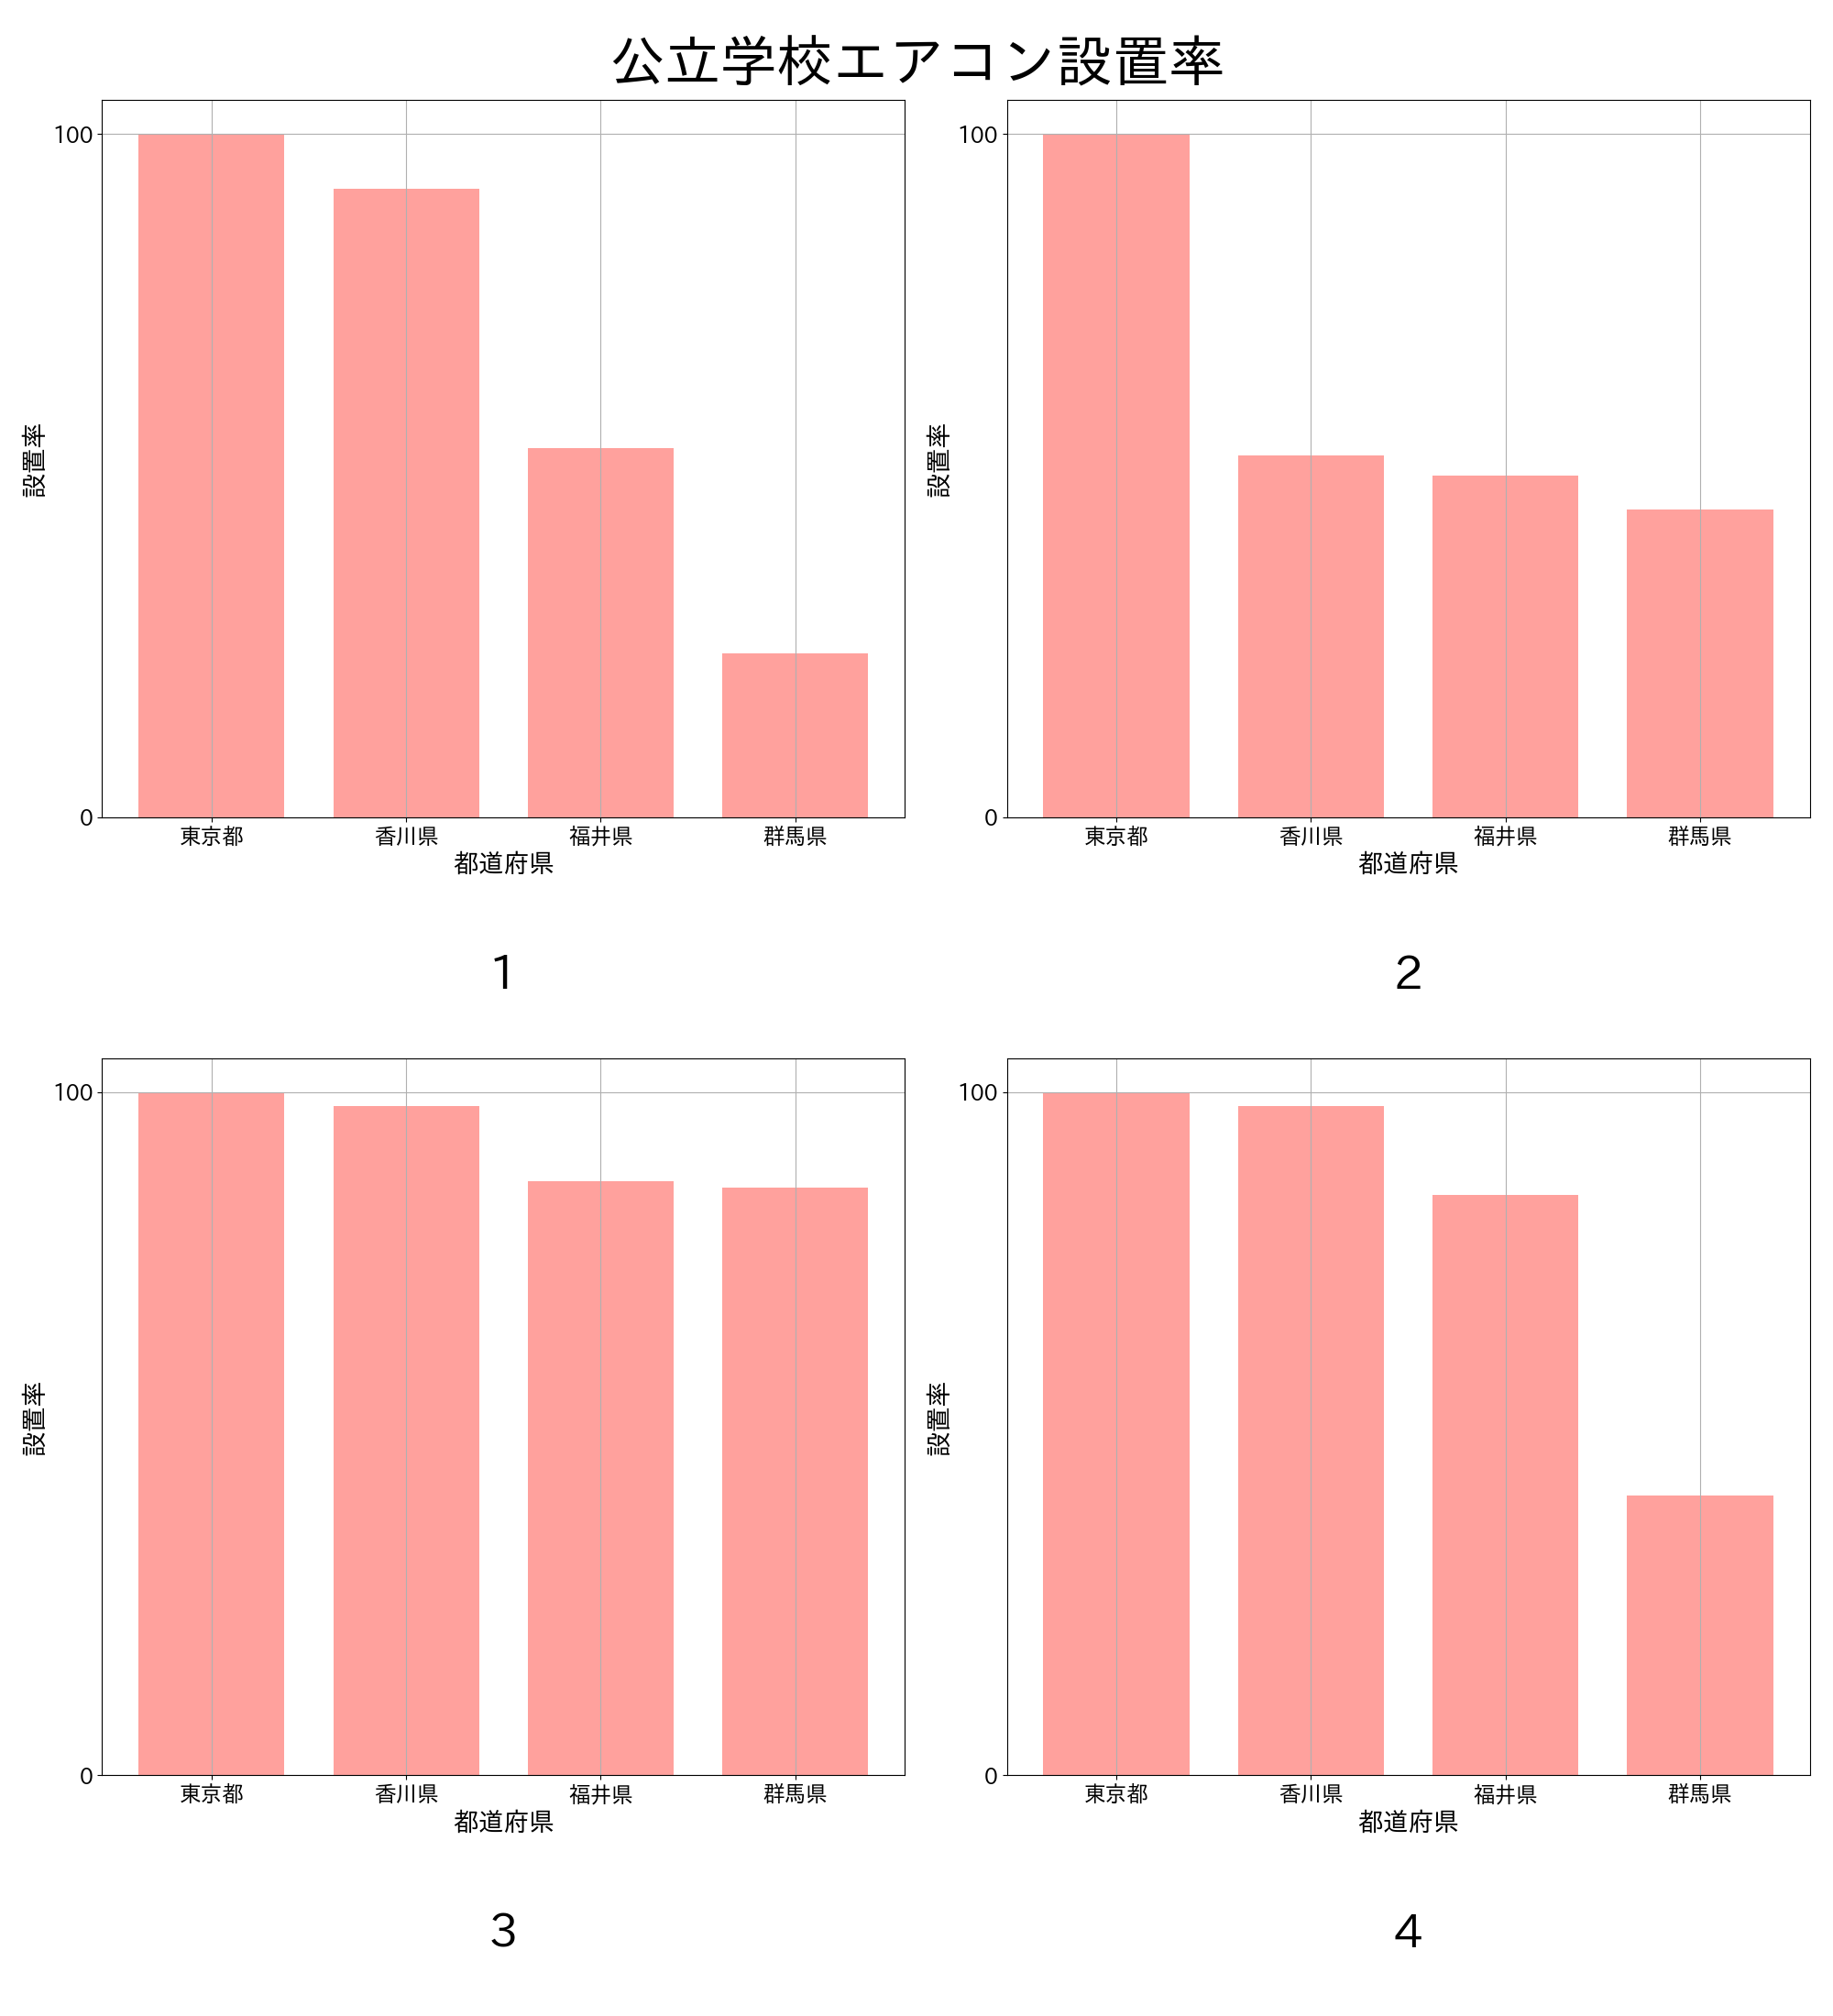 公立学校エアコン設置率
100
設置率
0
東京都 香川県 福井県 群馬県
都道府県
1
100
設置率
0
東京都 香川県 福井県 群馬県
都道府県
2
100
設置率
0
東京都 香川県 福井県 群馬県
都道府県
3
100
設置率
0
東京都 香川県 福井県 群馬県
都道府県
4